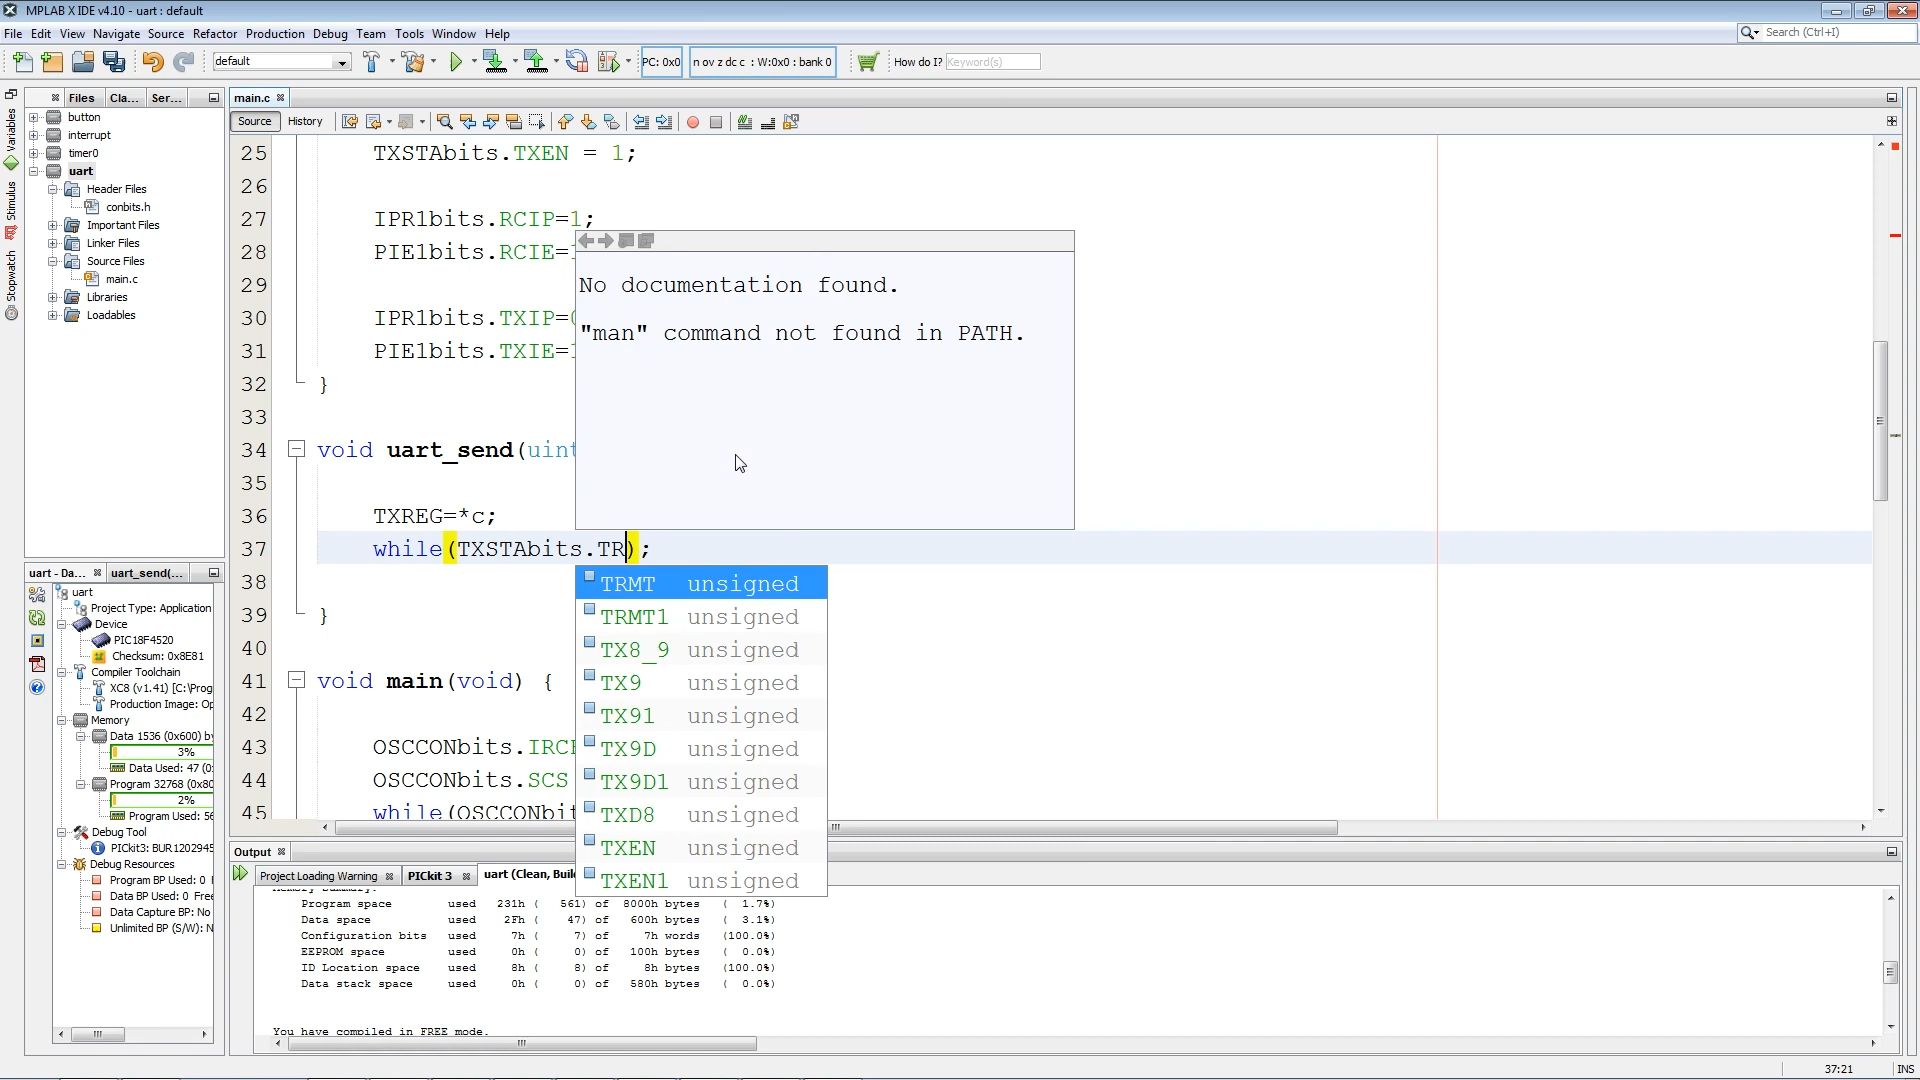 MPLAB X IDE v4.10 - uart : default
File Edit View Navigate Source Refactor Production Debug Team Tools Window Help
Search (Ctrl+I)
default
PC: 0x0
n ov z dc c : W:0x0 : bank 0
How do I? Keyword(s)
Files Cla... Ser...
main.c
Source History
Variables
Stimulus
Stopwatch
button
interrupt
timer0
uart
Header Files
conbits.h
Important Files
Linker Files
Source Files
main.c
Libraries
Loadables
25 TXSTAbits.TXEN = 1;
26
27 IPR1bits.RCIP=1;
28 PIE1bits.RCIE=
29
30 IPR1bits.TXIP=
31 PIE1bits.TXIE=
32 }
33
34 void uart_send(uint
35
36 TXREG=*c;
37 while(TXSTAbits.TR);
38
39 }
40
41 void main(void) {
42
43 OSCCONbits.IRC
44 OSCCONbits.SCS
45 while(OSCCONbit
No documentation found.
"man" command not found in PATH.
TRMT unsigned
TRMT1 unsigned
TX8_9 unsigned
TX9 unsigned
TX91 unsigned
TX9D unsigned
TX9D1 unsigned
TXD8 unsigned
TXEN unsigned
TXEN1 unsigned
uart - Da... uart_send(...
uart
Project Type: Application
Device
PIC18F4520
Checksum: 0x8E81
Compiler Toolchain
XC8 (v1.41) [C:\Prog
Production Image: Op
Memory
Data 1536 (0x600) by
3%
Data Used: 47 (0
Program 32768 (0x80
2%
Program Used: 56
Debug Tool
PICkit3: BUR1202945
Debug Resources
Program BP Used: 0
Data BP Used: 0 Free
Data Capture BP: No
Unlimited BP (S/W): N
Output
Project Loading Warning PICkit 3 uart (Clean, Buil
Memory Summary:
Program space used 231h ( 561) of 8000h bytes ( 1.7%)
Data space used 2Fh ( 47) of 600h bytes ( 3.1%)
Configuration bits used 7h ( 7) of 7h words (100.0%)
EEPROM space used 0h ( 0) of 100h bytes ( 0.0%)
ID Location space used 8h ( 8) of 8h bytes (100.0%)
Data stack space used 0h ( 0) of 580h bytes ( 0.0%)
You have compiled in FREE mode.
37:21 INS